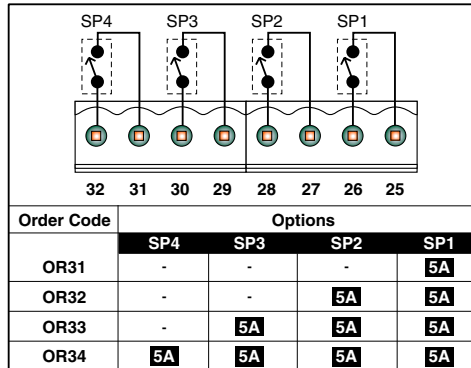 SP4 SP3 SP2 SP1
32 31 30 29 28 27 26 25
Order Code Options
SP4 SP3 SP2 SP1
OR31 - - - 5A
OR32 - - 5A 5A
OR33 - 5A 5A 5A
OR34 5A 5A 5A 5A